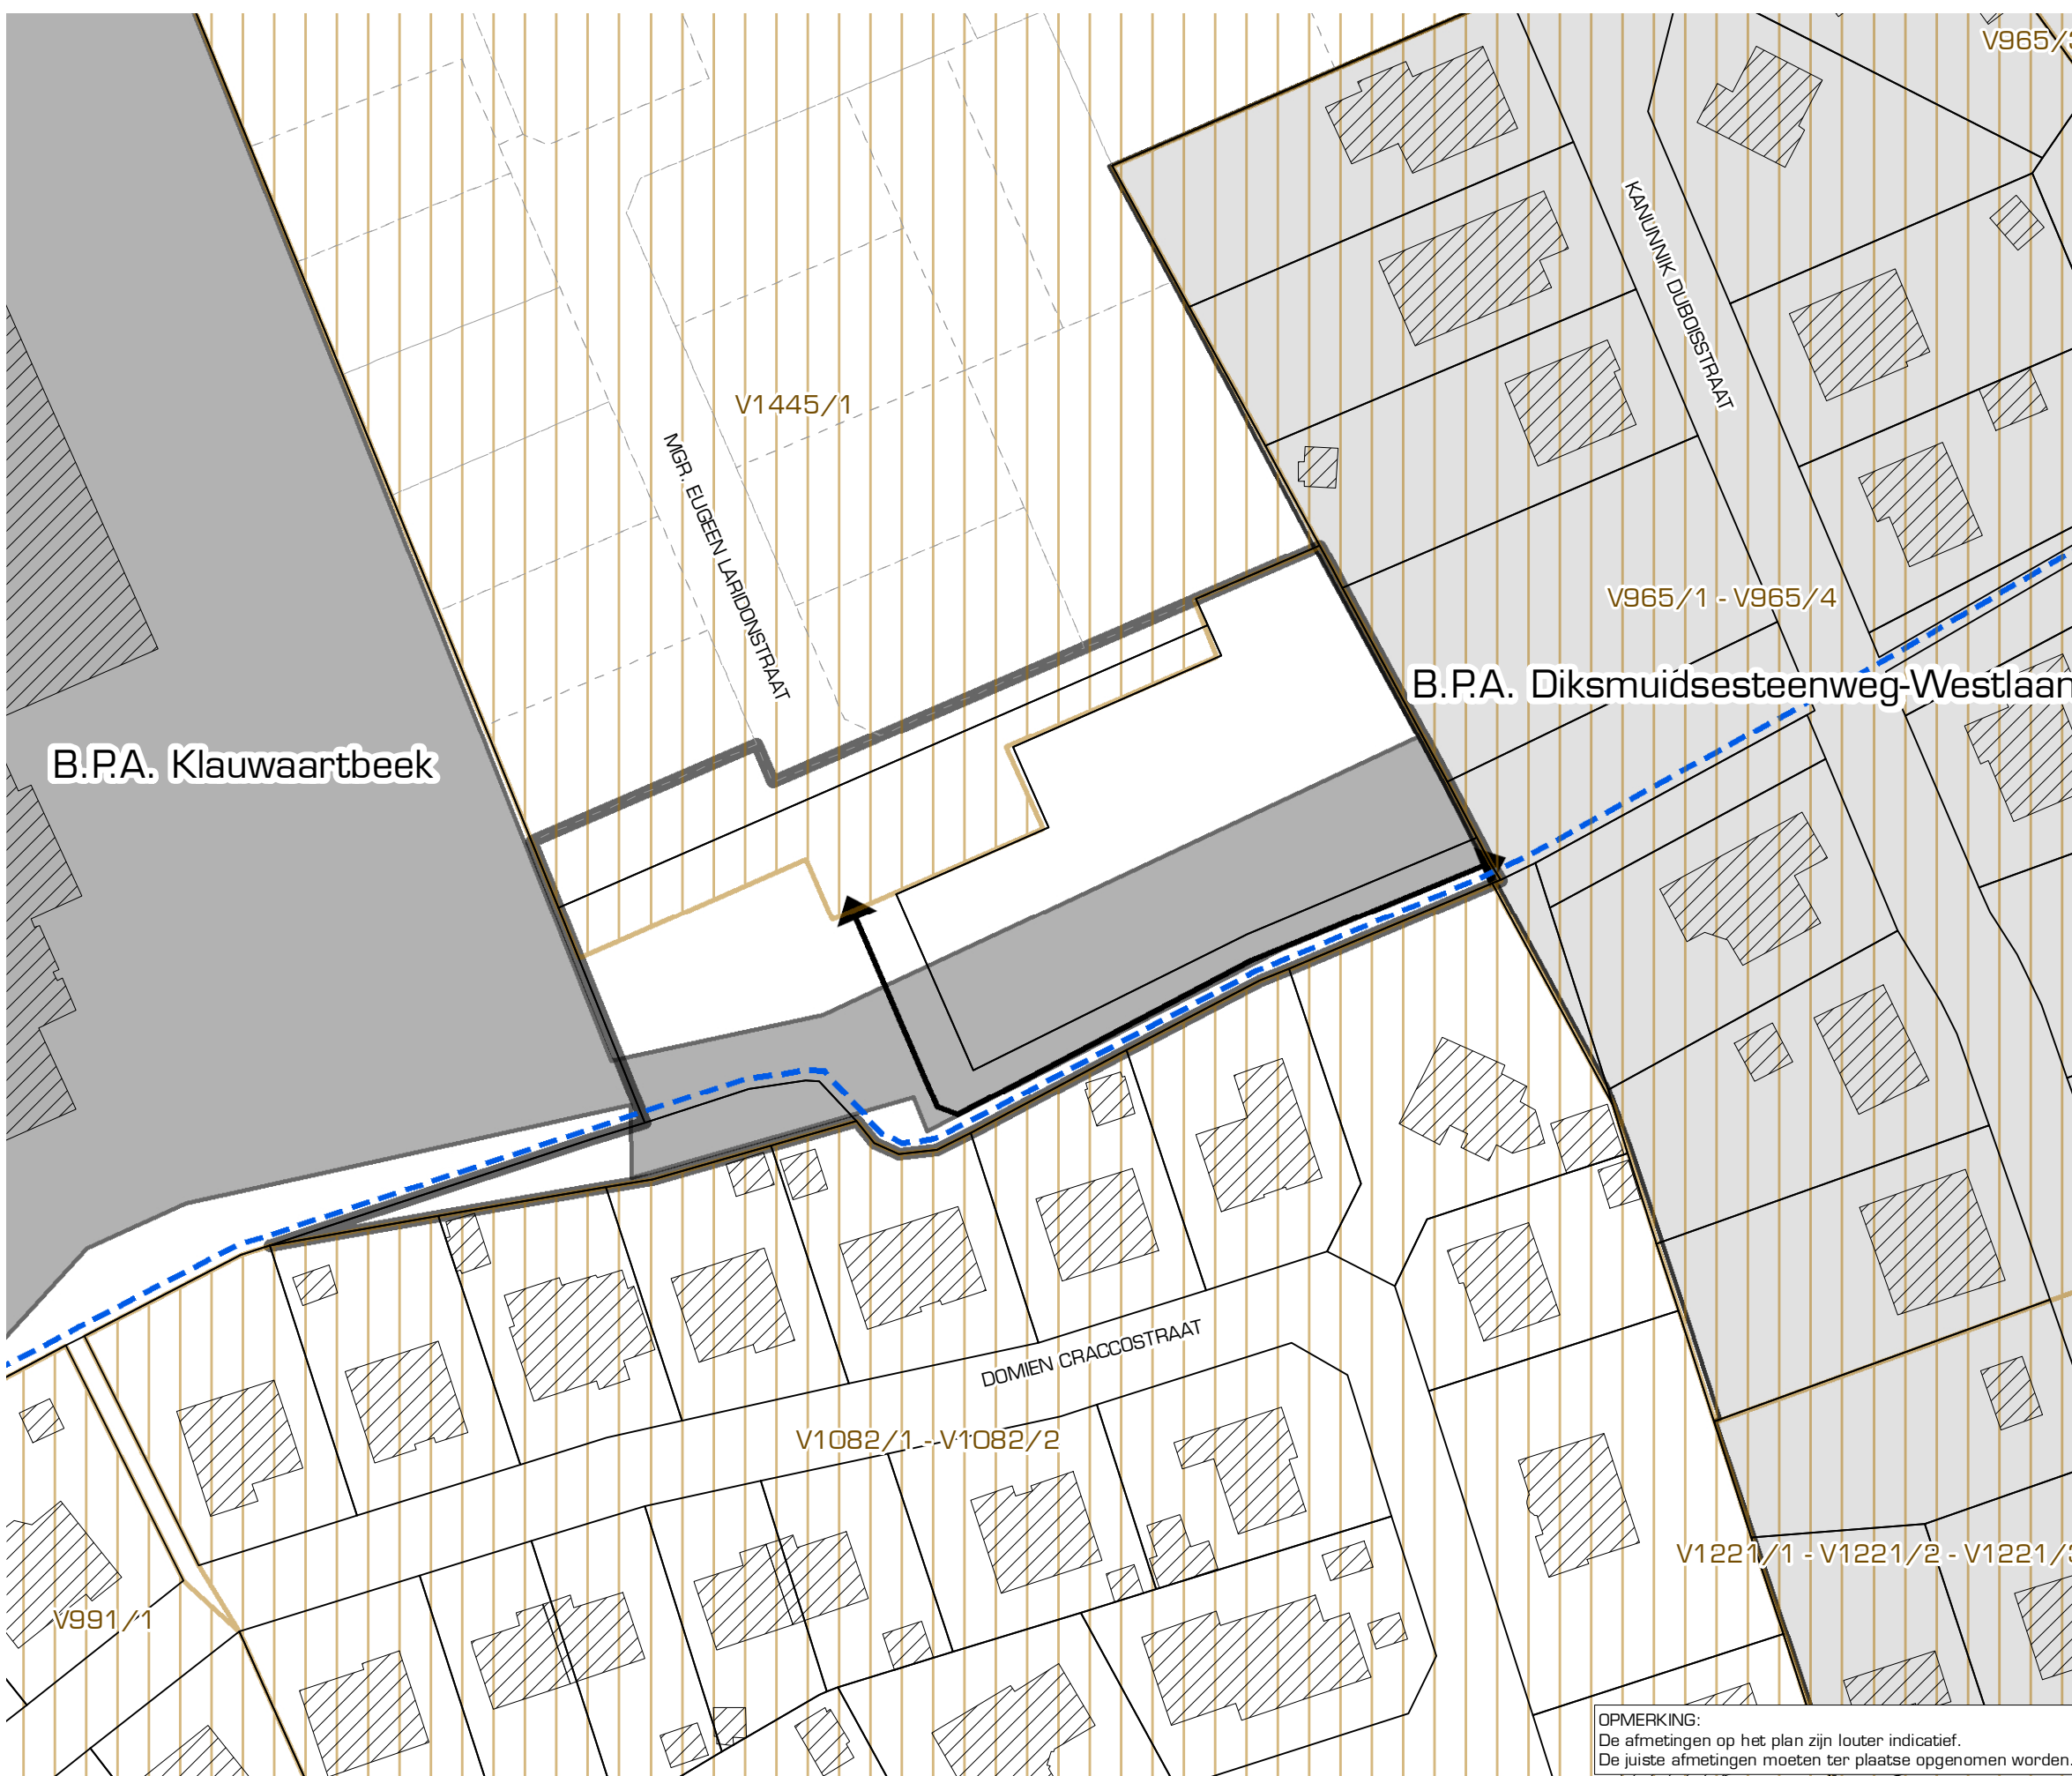 V965/
KANUNNIK DUBOISSTRAAT
V1445/1
MGR. EUGEEN LARIDONSTRAAT
V965/1 - V965/4
B.P.A. Diksmuidsesteenweg-Westlaan
B.P.A. Klauwaartbeek
DOMIEN CRACCOSTRAAT
V1082/1 - V1082/2
V1221/1 - V1221/2 - V1221/3
V991/1
OPMERKING:
De afmetingen op het plan zijn louter indicatief.
De juiste afmetingen moeten ter plaatse opgenomen worden.